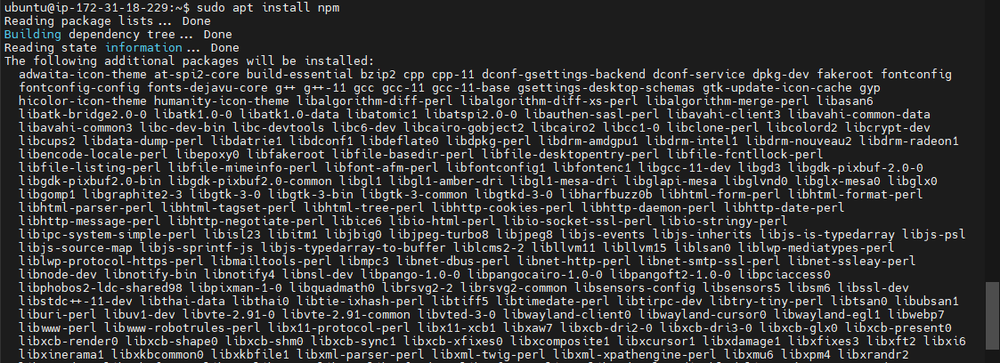 ubuntu@ip-172-31-18-229:~$ sudo apt install npm
Reading package lists... Done
Building dependency tree... Done
Reading state information... Done
The following additional packages will be installed:
adwaita-icon-theme at-spi2-core build-essential bzip2 cpp cpp-11 dconf-gsettings-backend dconf-service dpkg-dev fakeroot fontconfig
fontconfig-config fonts-dejavu-core g++ g++-11 gcc gcc-11 gcc-11-base gsettings-desktop-schemas gtk-update-icon-cache gyp
hicolor-icon-theme humanity-icon-theme libalgorithm-diff-perl libalgorithm-diff-xs-perl libalgorithm-merge-perl libasan6
libatk-bridge2.0-0 libatk1.0-0 libatk1.0-data libatomic1 libatspi2.0-0 libauthen-sasl-perl libavahi-client3 libavahi-common-data
libavahi-common3 libc-dev-bin libc-devtools libc6-dev libcairo-gobject2 libcairo2 libcc1-0 libclone-perl libcolord2 libcrypt-dev
libcups2 libdata-dump-perl libdatrie1 libdconf1 libdeflate0 libdpkg-perl libdrm-amdgpu1 libdrm-intel1 libdrm-nouveau2 libdrm-radeon1
libencode-locale-perl libepoxy0 libfakeroot libfile-basedir-perl libfile-desktopentry-perl libfile-fcntllock-perl
libfile-listing-perl libfile-mimeinfo-perl libfont-afm-perl libfontconfig1 libfontenc1 libgcc-11-dev libgd3 libgdk-pixbuf-2.0-0
libgdk-pixbuf2.0-bin libgdk-pixbuf2.0-common libgl1 libgl1-amber-dri libgl1-mesa-dri libglapi-mesa libglvnd0 libglx-mesa0 libglx0
libgomp1 libgraphite2-3 libgtk-3-0 libgtk-3-bin libgtk-3-common libgtkd-3-0 libharfbuzz0b libhtml-form-perl libhtml-format-perl
libhtml-parser-perl libhtml-tagset-perl libhtml-tree-perl libhttp-cookies-perl libhttp-daemon-perl libhttp-date-perl
libhttp-message-perl libhttp-negotiate-perl libice6 libio-html-perl libio-socket-ssl-perl libio-stringy-perl
libipc-system-simple-perl libisl23 libitm1 libjbig0 libjpeg-turbo8 libjpeg8 libjs-events libjs-inherits libjs-is-typedarray libjs-psl
libjs-source-map libjs-sprintf-js libjs-typedarray-to-buffer liblcms2-2 libllvm11 libllvm15 liblsan0 liblwp-mediatypes-perl
liblwp-protocol-https-perl libmailtools-perl libmpc3 libnet-dbus-perl libnet-http-perl libnet-smtp-ssl-perl libnet-ssleay-perl
libnode-dev libnotify-bin libnotify4 libnsl-dev libpango-1.0-0 libpangocairo-1.0-0 libpangoft2-1.0-0 libpciaccess0
libphobos2-ldc-shared98 libpixman-1-0 libquadmath0 librsvg2-2 librsvg2-common libsensors-config libsensors5 libsm6 libssl-dev
libstdc++-11-dev libthai-data libthai0 libtie-ixhash-perl libtiff5 libtimedate-perl libtirpc-dev libtry-tiny-perl libtsan0 libubsan1
liburi-perl libuv1-dev libvte-2.91-0 libvte-2.91-common libvted-3-0 libwayland-client0 libwayland-cursor0 libwayland-egl1 libwebp7
libwww-perl libwww-robotrules-perl libx11-protocol-perl libx11-xcb1 libxaw7 libxcb-dri2-0 libxcb-dri3-0 libxcb-glx0 libxcb-present0
libxcb-render0 libxcb-shape0 libxcb-shm0 libxcb-sync1 libxcb-xfixes0 libxcomposite1 libxcursor1 libxdamage1 libxfixes3 libxft2 libxi6
libxinerama1 libxkbcommon0 libxkbfile1 libxml-parser-perl libxml-twig-perl libxml-xpathengine-perl libxmu6 libxpm4 libxrandr2